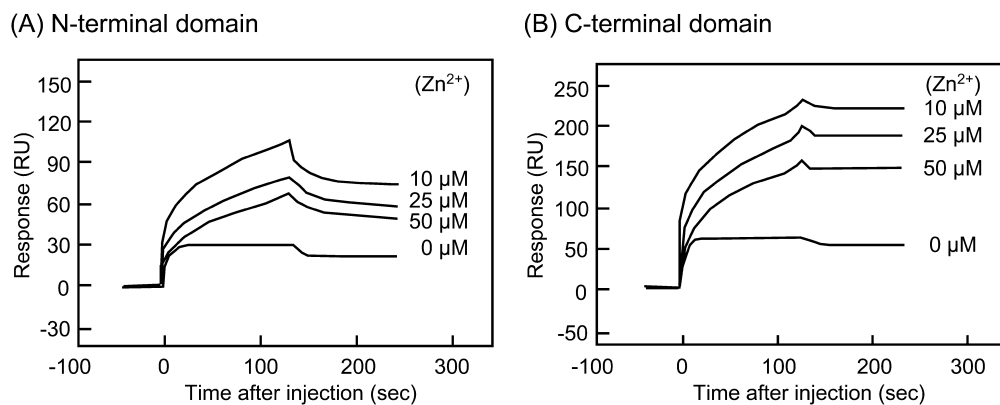 (A) N-terminal domain
Response (RU)
150
120
90
60
30
0
-30
(Zn²⁺)
10 µM
25 µM
50 µM
0 µM
-100 0 100 200 300
Time after injection (sec)
(B) C-terminal domain
Response (RU)
250
200
150
100
50
0
-50
(Zn²⁺)
10 µM
25 µM
50 µM
0 µM
-100 0 100 200 300
Time after injection (sec)